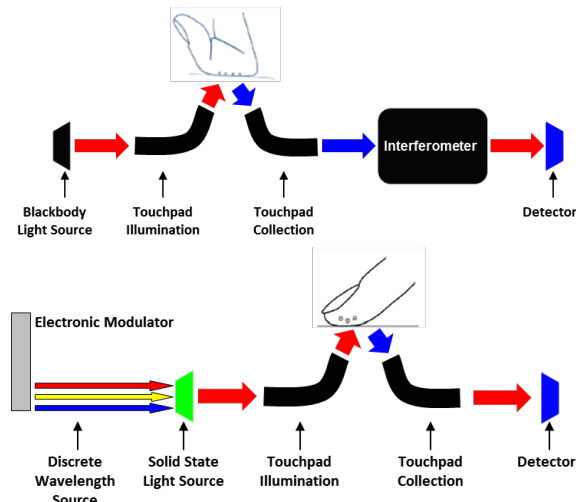 Interferometer
Blackbody
Light Source
Touchpad
Illumination
Touchpad
Collection
Detector
Electronic Modulator
Discrete
Wavelength
Source
Solid State
Light Source
Touchpad
Illumination
Touchpad
Collection
Detector